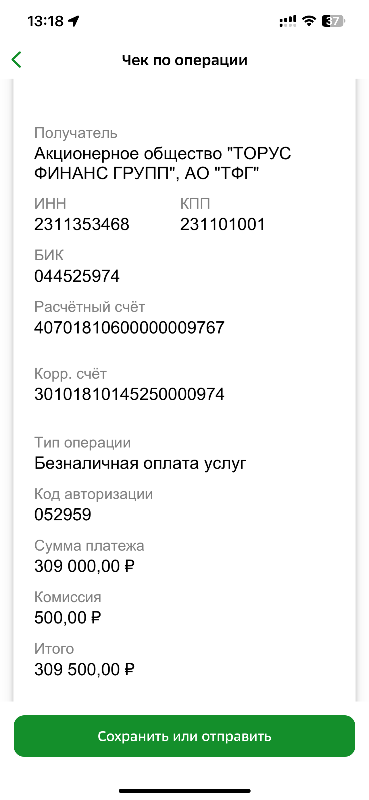 13:18
37
Чек по операции
Получатель
Акционерное общество "ТОРУС
ФИНАНС ГРУПП", АО "ТФГ"
ИНН КПП
2311353468 231101001
БИК
044525974
Расчётный счёт
40701810600000009767
Корр. счёт
30101810145250000974
Тип операции
Безналичная оплата услуг
Код авторизации
052959
Сумма платежа
309 000,00 ₽
Комиссия
500,00 ₽
Итого
309 500,00 ₽
Сохранить или отправить